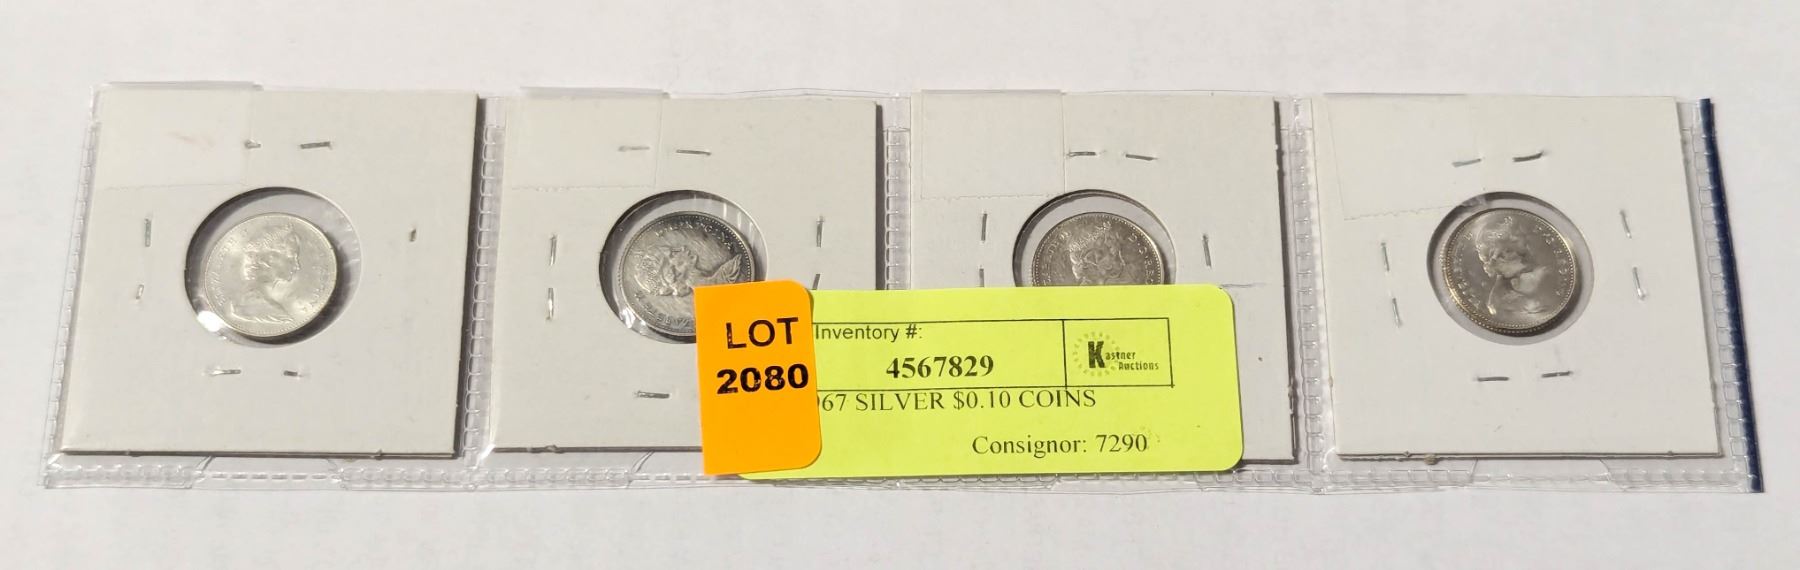 LOT
2080
Inventory #:
4567829
Kastner
Auctions
967 SILVER $0.10 COINS
Consignor: 7290